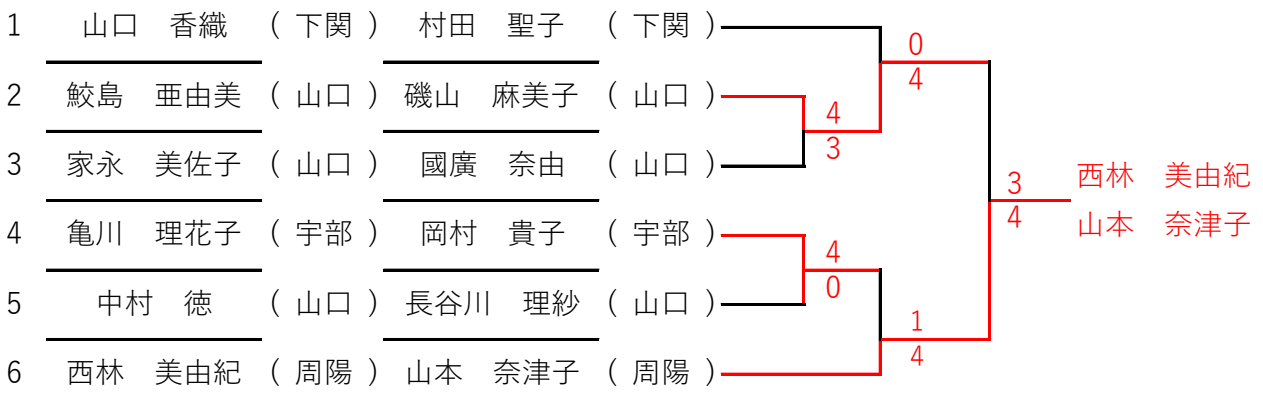 1 山口 香織 ( 下関 ) 村田 聖子 ( 下関 )
0
4
2 鮫島 亜由美 ( 山口 ) 磯山 麻美子 ( 山口 )
4
3
3 家永 美佐子 ( 山口 ) 國廣 奈由 ( 山口 )
3
4
西林 美由紀
山本 奈津子
4 亀川 理花子 ( 宇部 ) 岡村 貴子 ( 宇部 )
4
0
5 中村 徳 ( 山口 ) 長谷川 理紗 ( 山口 )
1
4
6 西林 美由紀 ( 周陽 ) 山本 奈津子 ( 周陽 )